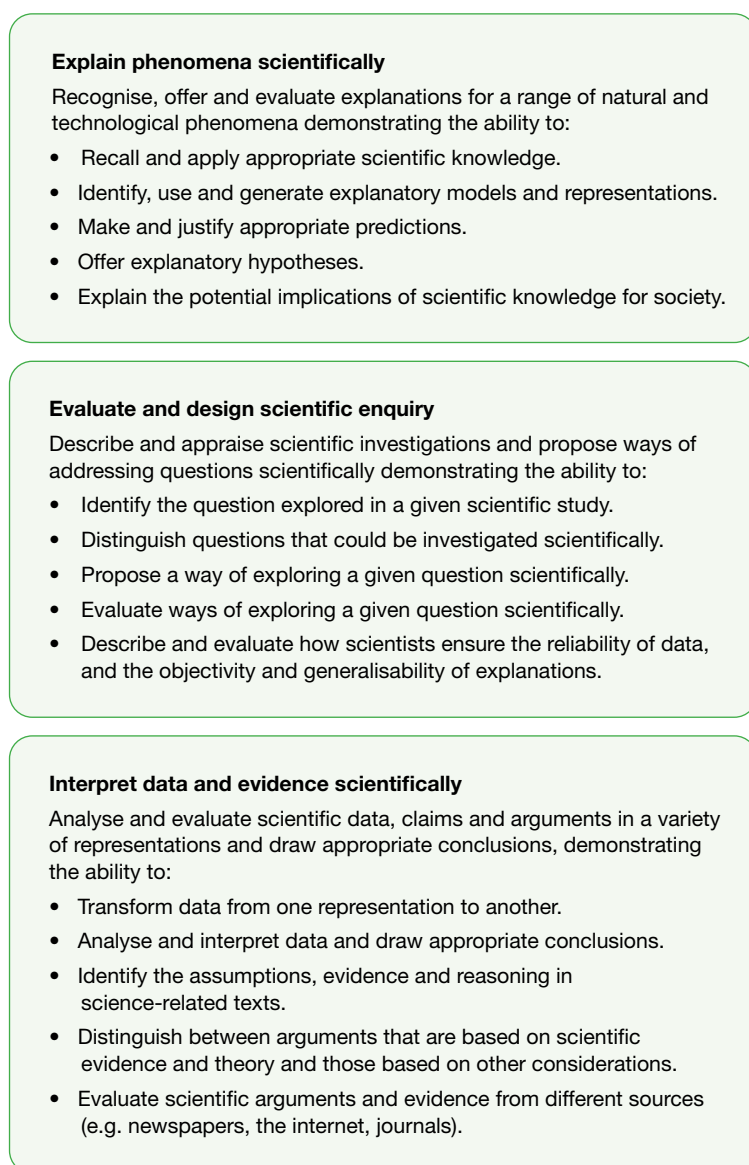 Explain phenomena scientifically
Recognise, offer and evaluate explanations for a range of natural and
technological phenomena demonstrating the ability to:
• Recall and apply appropriate scientific knowledge.
• Identify, use and generate explanatory models and representations.
• Make and justify appropriate predictions.
• Offer explanatory hypotheses.
• Explain the potential implications of scientific knowledge for society.
Evaluate and design scientific enquiry
Describe and appraise scientific investigations and propose ways of
addressing questions scientifically demonstrating the ability to:
• Identify the question explored in a given scientific study.
• Distinguish questions that could be investigated scientifically.
• Propose a way of exploring a given question scientifically.
• Evaluate ways of exploring a given question scientifically.
• Describe and evaluate how scientists ensure the reliability of data,
and the objectivity and generalisability of explanations.
Interpret data and evidence scientifically
Analyse and evaluate scientific data, claims and arguments in a variety
of representations and draw appropriate conclusions, demonstrating
the ability to:
• Transform data from one representation to another.
• Analyse and interpret data and draw appropriate conclusions.
• Identify the assumptions, evidence and reasoning in
science-related texts.
• Distinguish between arguments that are based on scientific
evidence and theory and those based on other considerations.
• Evaluate scientific arguments and evidence from different sources
(e.g. newspapers, the internet, journals).